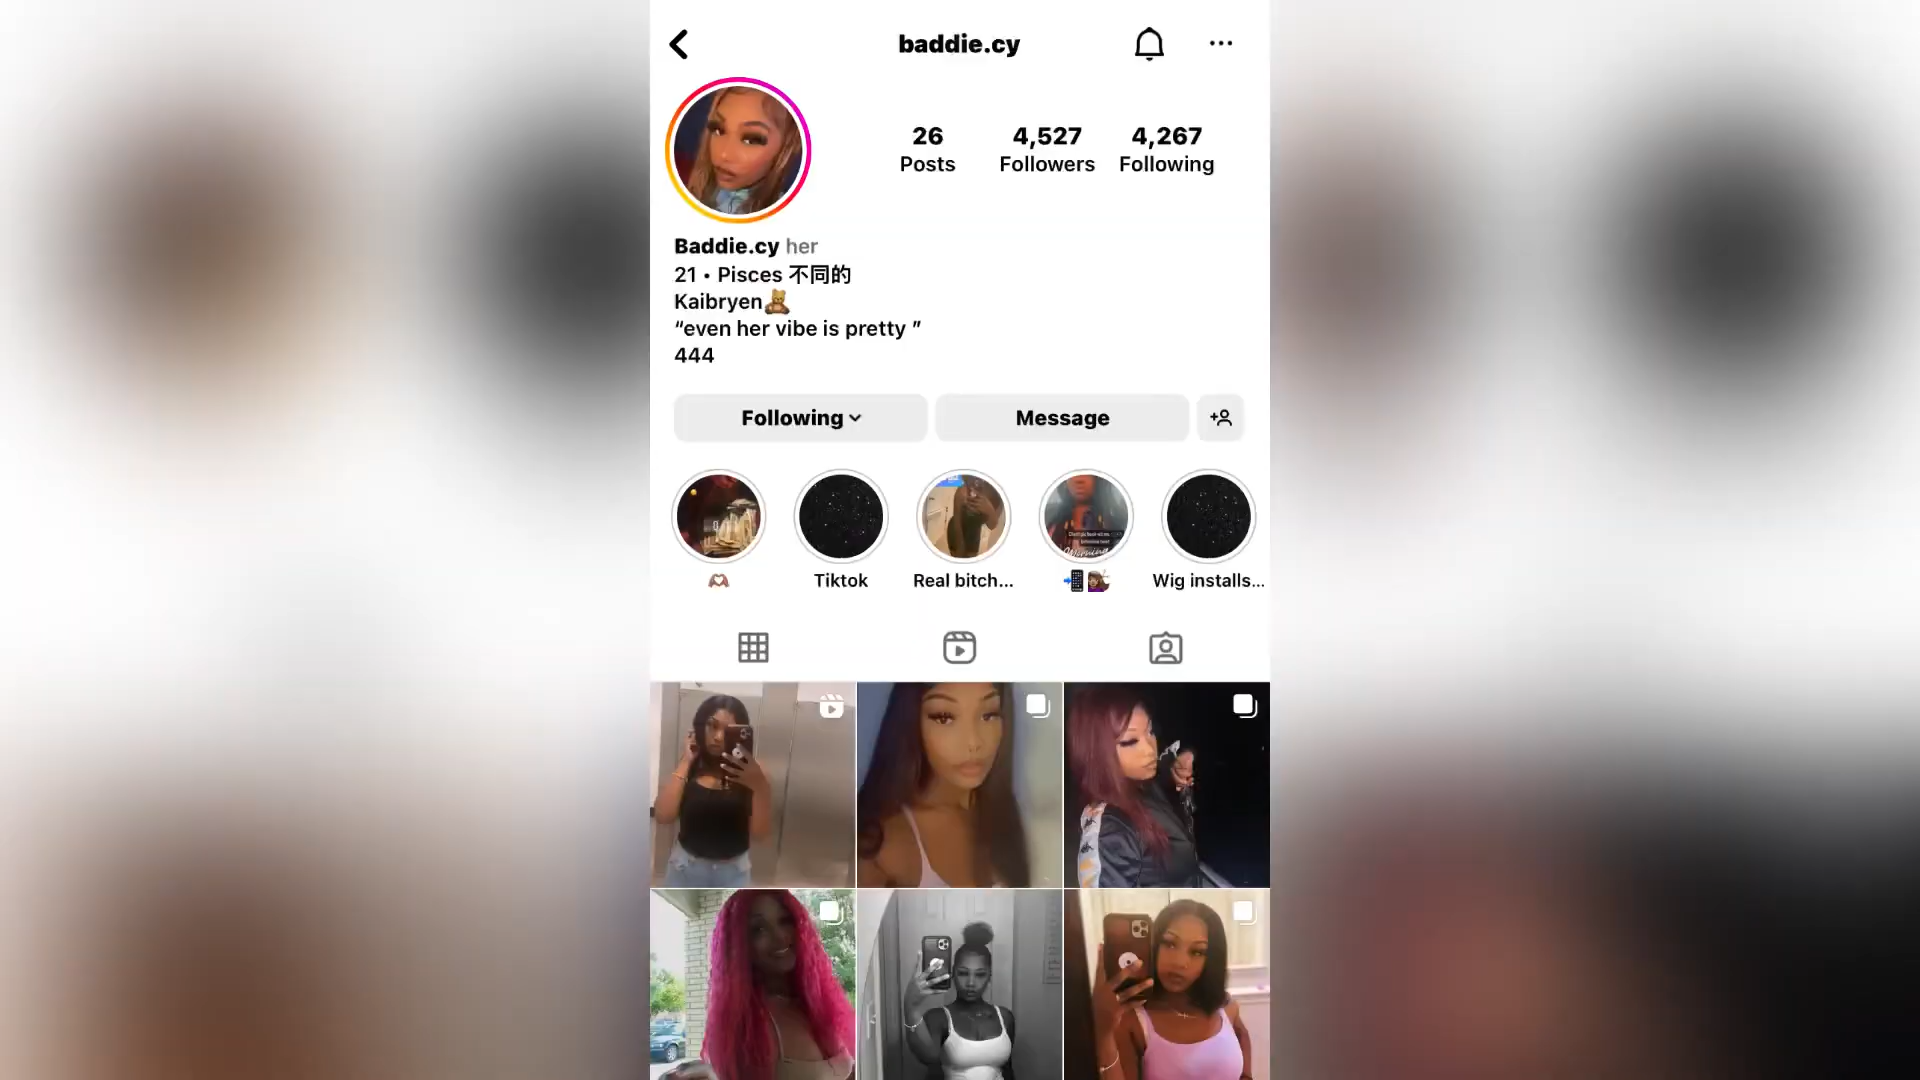 baddie.cy
26
Posts
4,527
Followers
4,267
Following
Baddie.cy her
21 • Pisces 不同的
Kaibryen🧸
“even her vibe is pretty ”
444
Following
Message
Tiktok
Real bitch...
Wig installs...